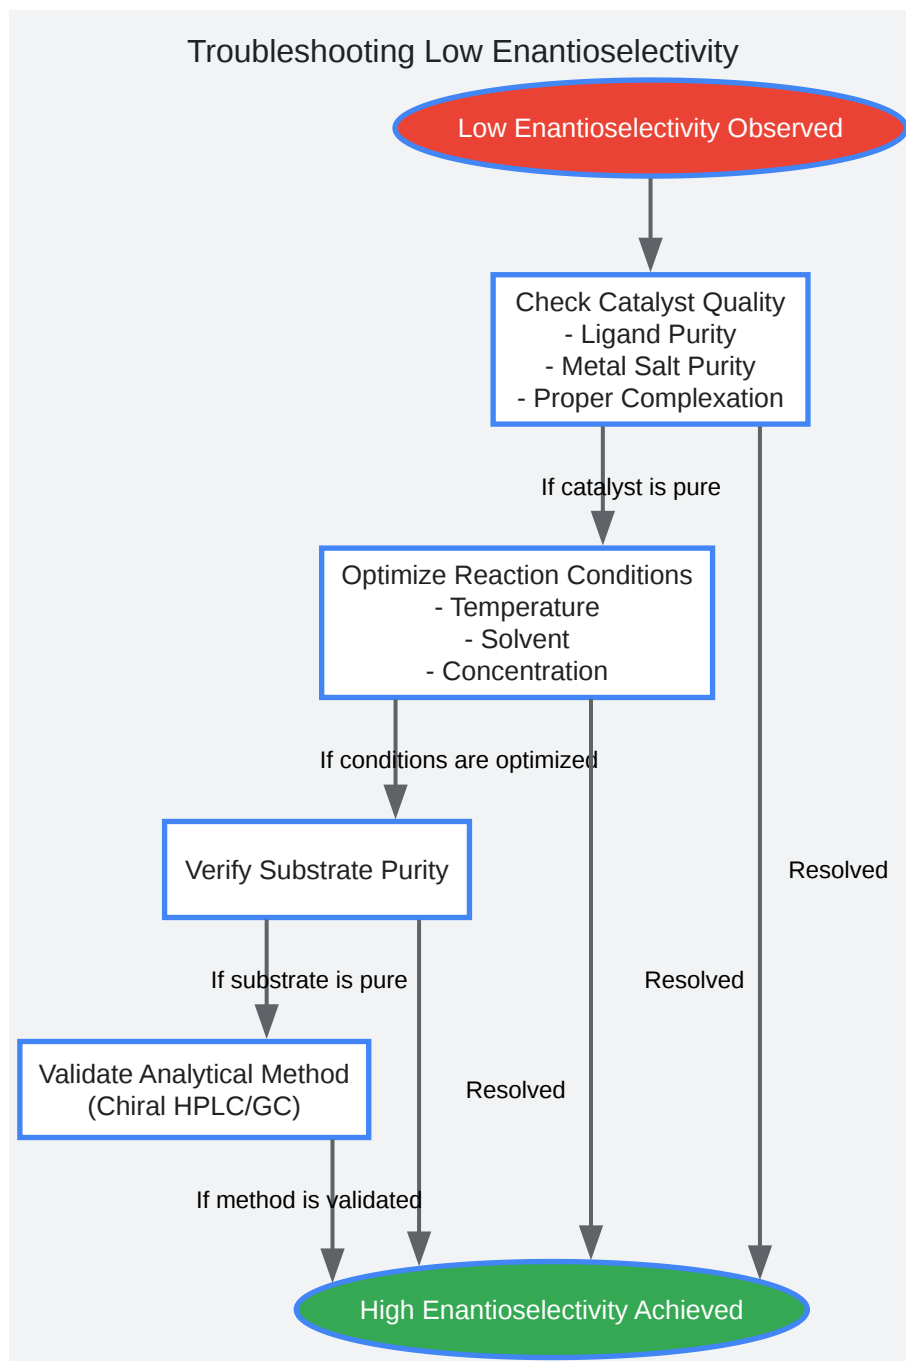 Troubleshooting Low Enantioselectivity
Low Enantioselectivity Observed
Check Catalyst Quality
- Ligand Purity
- Metal Salt Purity
- Proper Complexation
If catalyst is pure
Optimize Reaction Conditions
- Temperature
- Solvent
- Concentration
If conditions are optimized
Verify Substrate Purity
Resolved
If substrate is pure
Resolved
Validate Analytical Method
(Chiral HPLC/GC)
Resolved
If method is validated
High Enantioselectivity Achieved